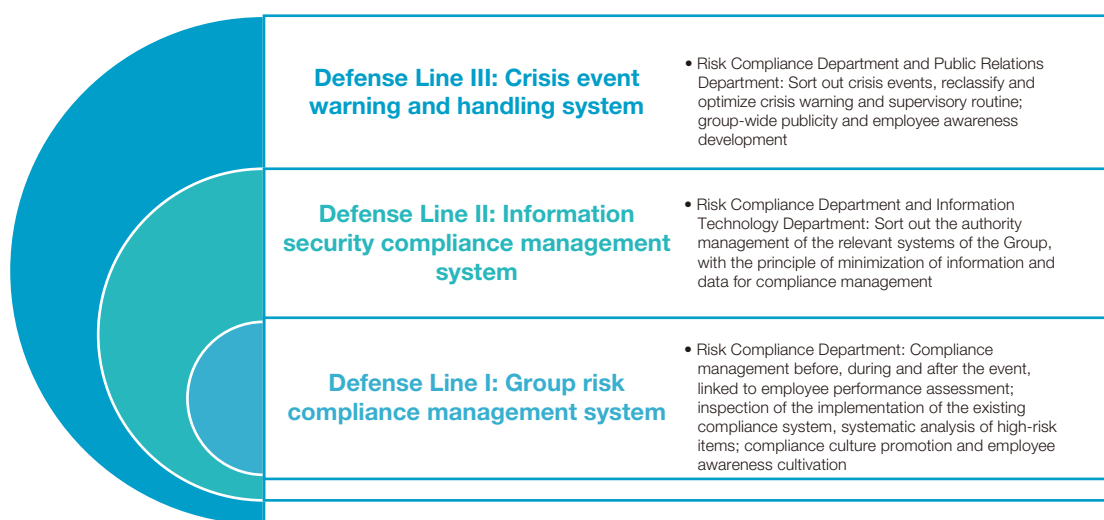 Defense Line III: Crisis event
warning and handling system
• Risk Compliance Department and Public Relations
Department: Sort out crisis events, reclassify and
optimize crisis warning and supervisory routine;
group-wide publicity and employee awareness
development
Defense Line II: Information
security compliance management
system
• Risk Compliance Department and Information
Technology Department: Sort out the authority
management of the relevant systems of the Group,
with the principle of minimization of information and
data for compliance management
Defense Line I: Group risk
compliance management system
• Risk Compliance Department: Compliance
management before, during and after the event,
linked to employee performance assessment;
inspection of the implementation of the existing
compliance system, systematic analysis of high-risk
items; compliance culture promotion and employee
awareness cultivation